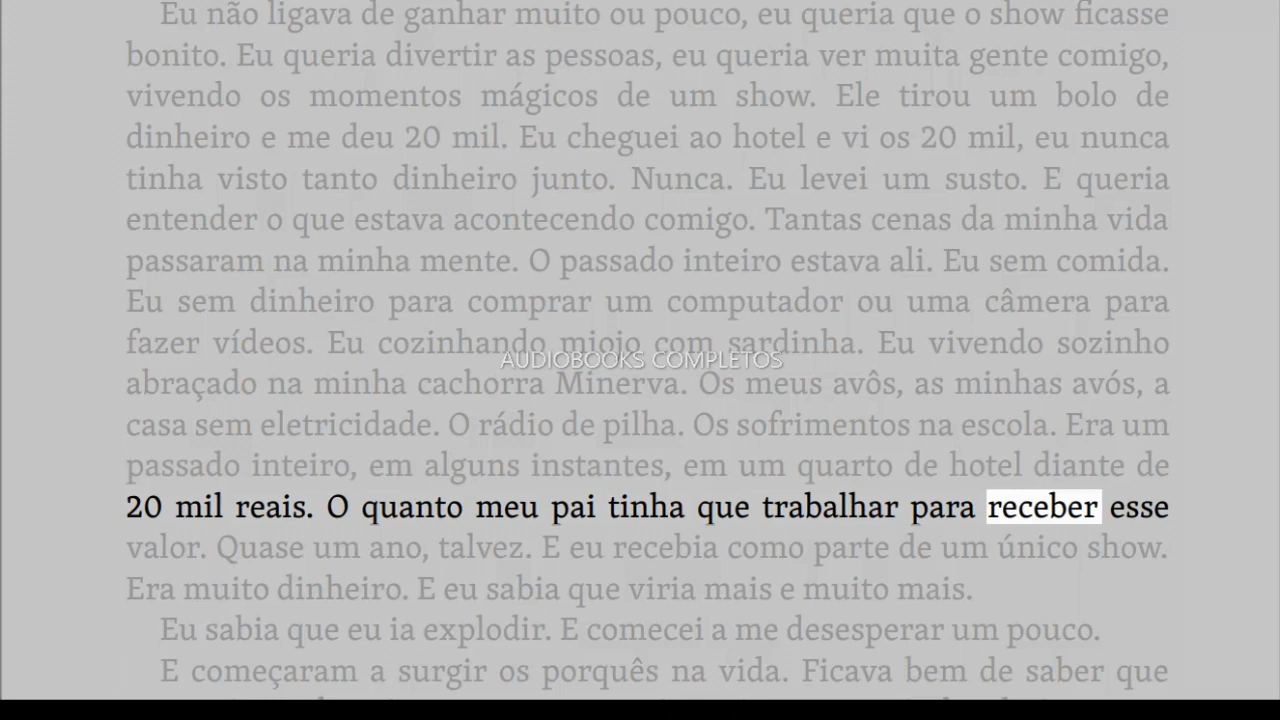 Eu não ligava de ganhar muito ou pouco, eu queria que o show ficasse
bonito. Eu queria divertir as pessoas, eu queria ver muita gente comigo,
vivendo os momentos mágicos de um show. Ele tirou um bolo de
dinheiro e me deu 20 mil. Eu cheguei ao hotel e vi os 20 mil, eu nunca
tinha visto tanto dinheiro junto. Nunca. Eu levei um susto. E queria
entender o que estava acontecendo comigo. Tantas cenas da minha vida
passaram na minha mente. O passado inteiro estava ali. Eu sem comida.
Eu sem dinheiro para comprar um computador ou uma câmera para
fazer vídeos. Eu cozinhando miojo com sardinha. Eu vivendo sozinho
AUDIOBOOKS COMPLETOS
abraçado na minha cachorra Minerva. Os meus avôs, as minhas avós, a
casa sem eletricidade. O rádio de pilha. Os sofrimentos na escola. Era um
passado inteiro, em alguns instantes, em um quarto de hotel diante de
20 mil reais. O quanto meu pai tinha que trabalhar para receber esse
valor. Quase um ano, talvez. E eu recebia como parte de um único show.
Era muito dinheiro. E eu sabia que viria mais e muito mais.
Eu sabia que eu ia explodir. E comecei a me desesperar um pouco.
E começaram a surgir os porquês na vida. Ficava bem de saber que